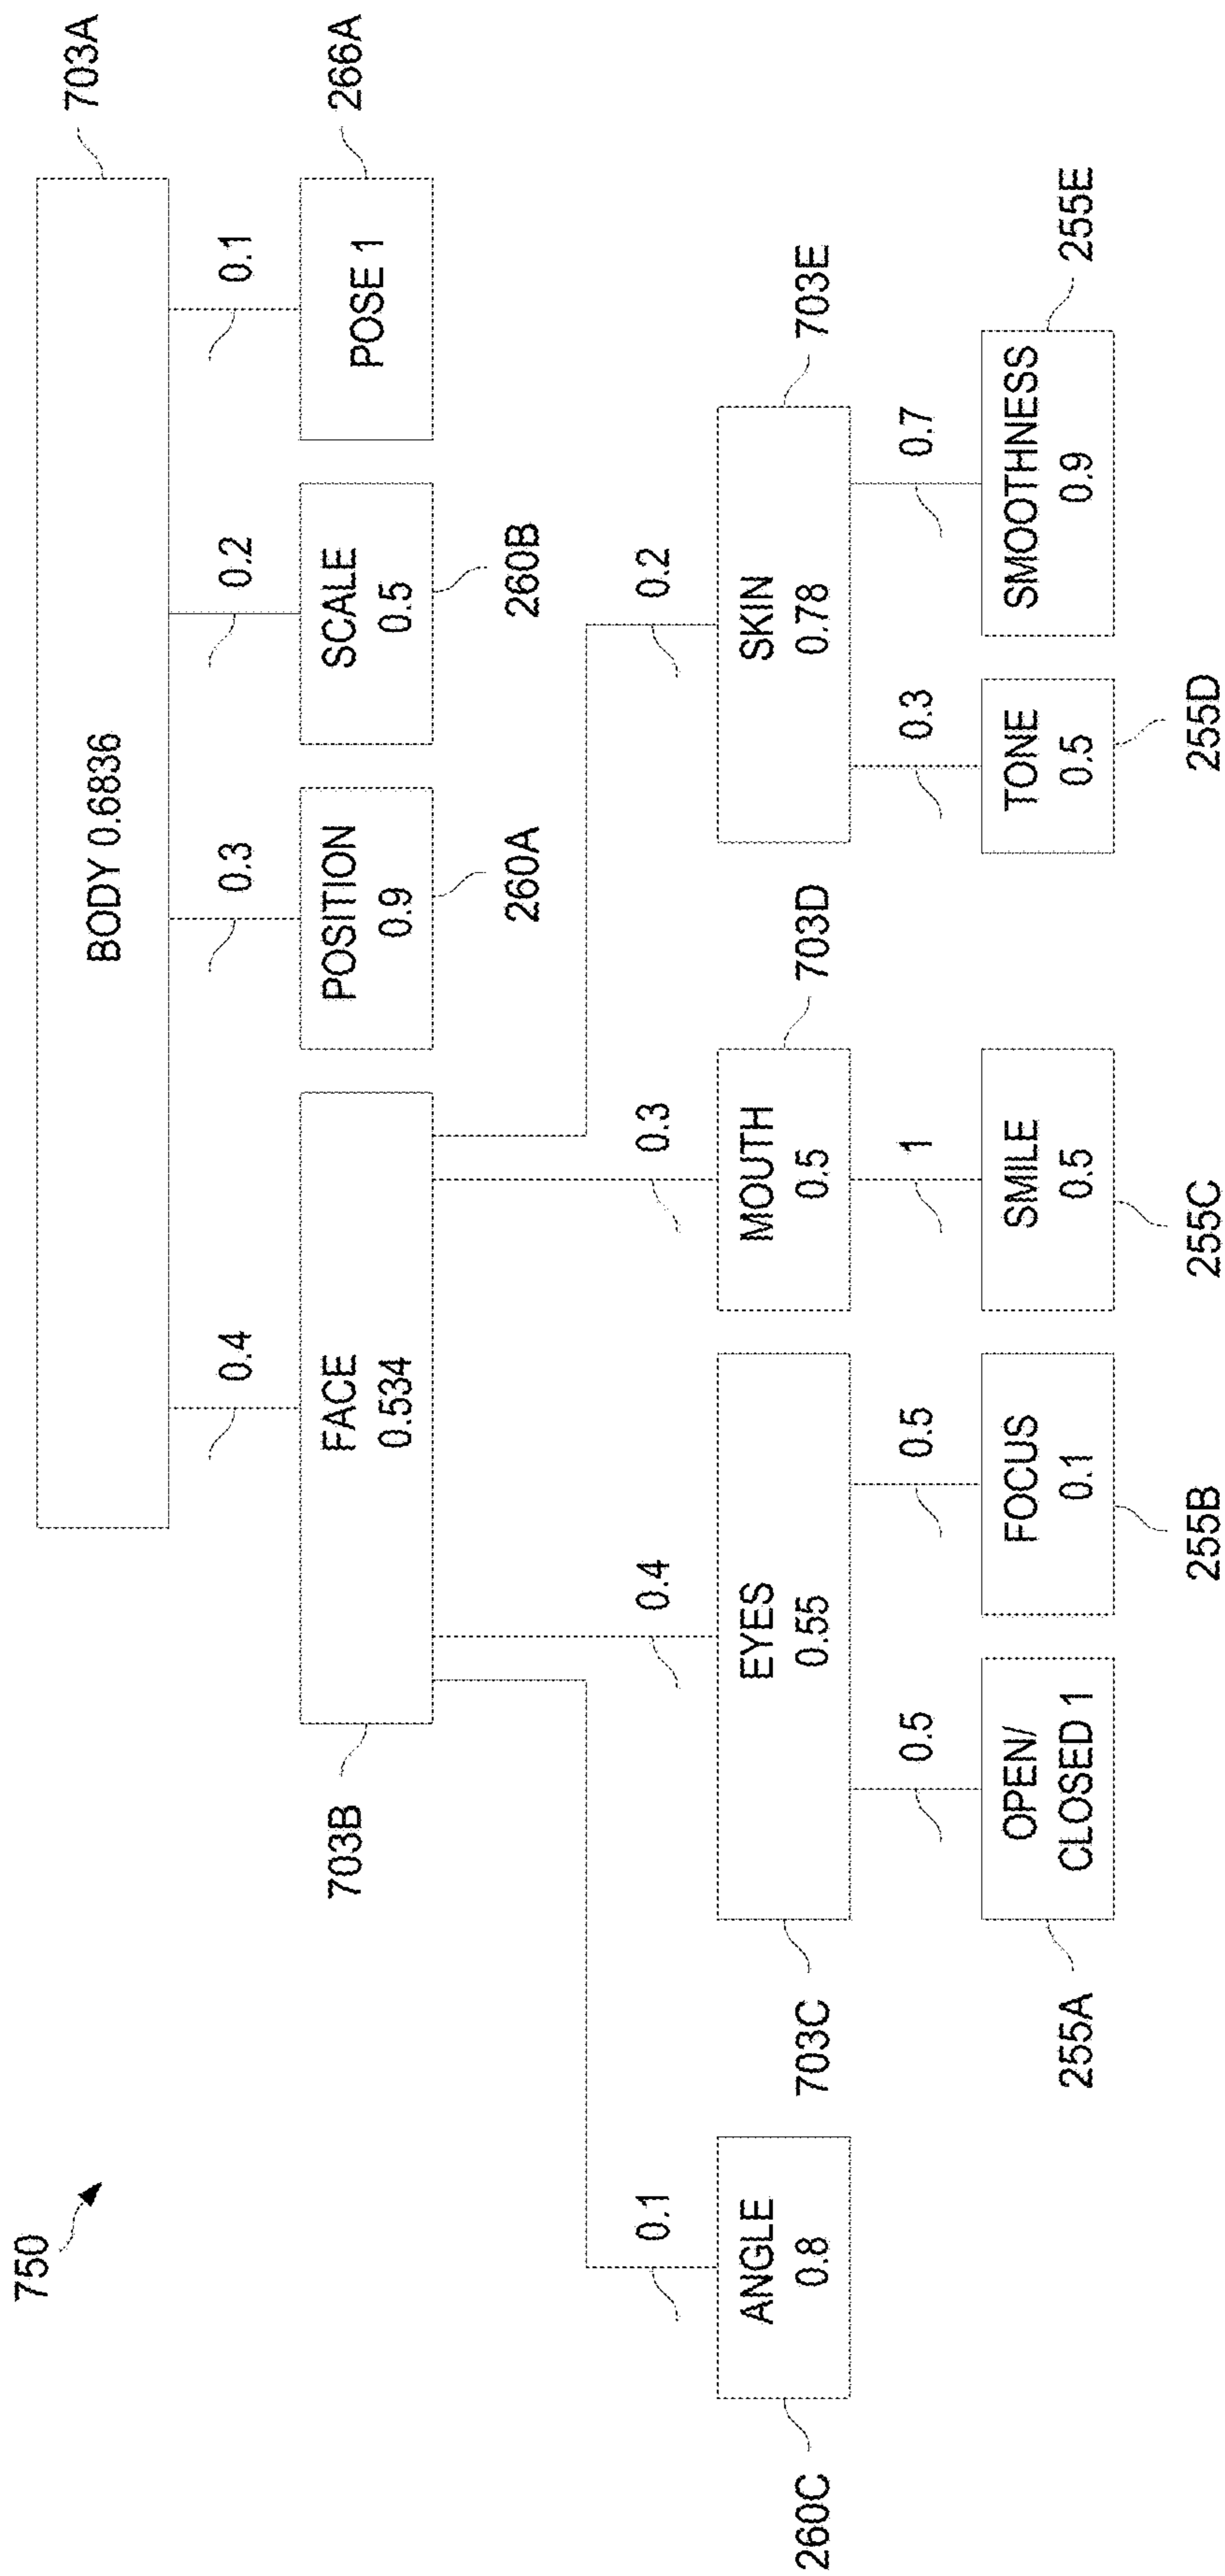 750
703A
BODY 0.6836
0.4
0.3
0.2
0.1
703B
FACE
0.534
POSITION
0.9
260A
SCALE
0.5
260B
POSE 1
266A
0.1
0.4
0.3
0.2
260C
ANGLE
0.8
703C
EYES
0.55
MOUTH
0.5
703D
SKIN
0.78
703E
0.5
0.5
1
0.3
0.7
255A
OPEN/
CLOSED 1
FOCUS
0.1
255B
SMILE
0.5
255C
TONE
0.5
255D
SMOOTHNESS
0.9
255E